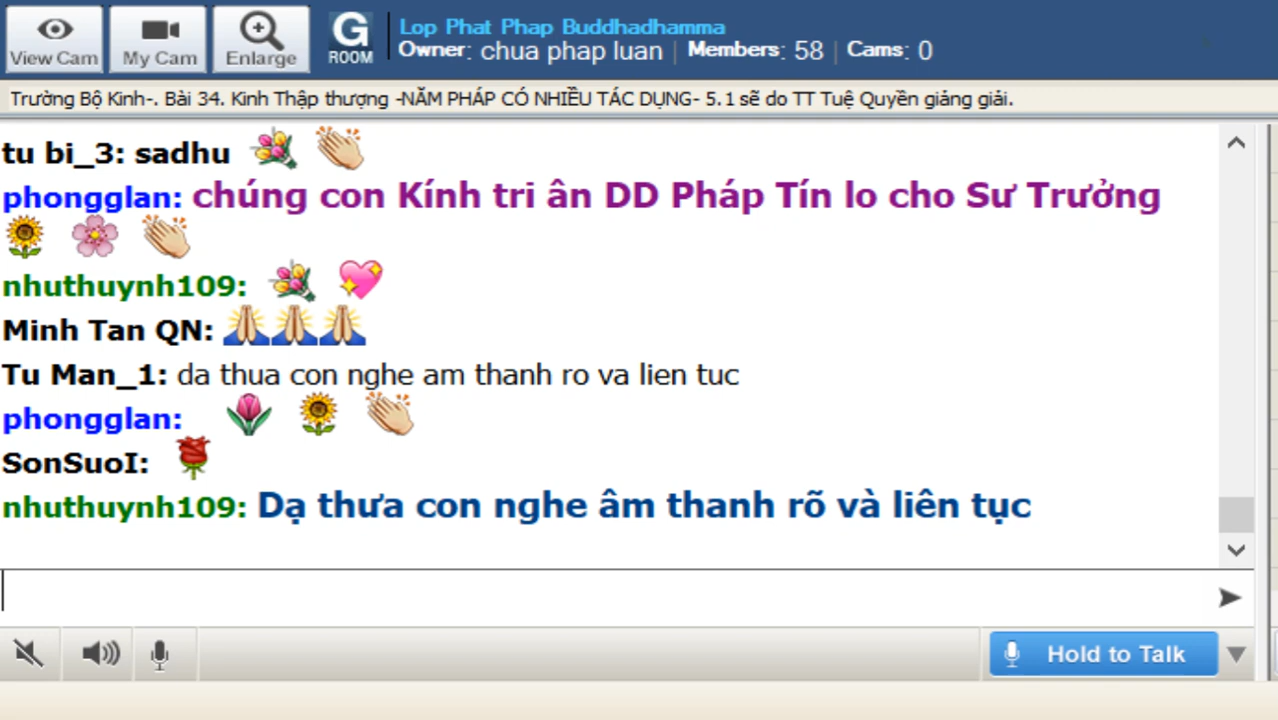 View Cam
My Cam
Enlarge
G
ROOM
Lop Phat Phap Buddhadhamma
Owner: chua phap luan | Members: 58 | Cams: 0
Trường Bộ Kinh-. Bài 34. Kinh Thập thượng -NĂM PHÁP CÓ NHIỀU TÁC DỤNG- 5.1 sẽ do TT Tuệ Quyền giảng giải.
tu bi_3: sadhu
phongglan: chúng con Kính tri ân DD Pháp Tín lo cho Sư Trưởng
nhuthuynh109:
Minh Tan QN:
Tu Man_1: da thua con nghe am thanh ro va lien tuc
phongglan:
SonSuoI:
nhuthuynh109: Dạ thưa con nghe âm thanh rõ và liên tục
Hold to Talk